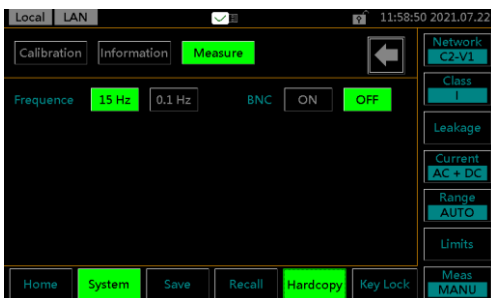 Local LAN 11:58:50 2021.07.22
Calibration Information Measure
Frequence 15 Hz 0.1 Hz BNC ON OFF
Network
C2-V1
Class
I
Leakage
Current
AC + DC
Range
AUTO
Limits
Meas
MANU
Home System Save Recall Hardcopy Key Lock